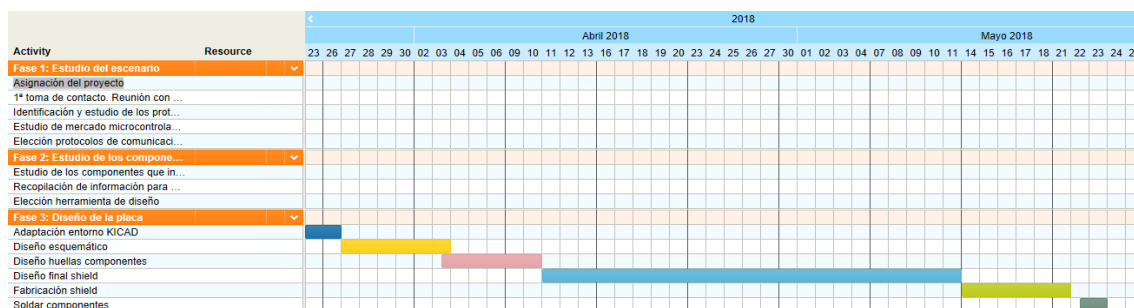 2018
Abril 2018 Mayo 2018
Activity Resource 23 26 27 28 29 30 02 03 04 05 06 09 10 11 12 13 16 17 18 19 20 23 24 25 26 27 30 01 02 03 04 07 08 09 10 11 14 15 16 17 18 21 22 23 24
Fase 1: Estudio del escenario
Asignación del proyecto
1ª toma de contacto. Reunión con ...
Identificación y estudio de los prot...
Estudio de mercado microcontrola...
Elección protocolos de comunicaci...
Fase 2: Estudio de los compone...
Estudio de los componentes que in...
Recopilación de información para ...
Elección herramienta de diseño
Fase 3: Diseño de la placa
Adaptación entorno KICAD
Diseño esquemático
Diseño huellas componentes
Diseño final shield
Fabricación shield
Soldar componentes